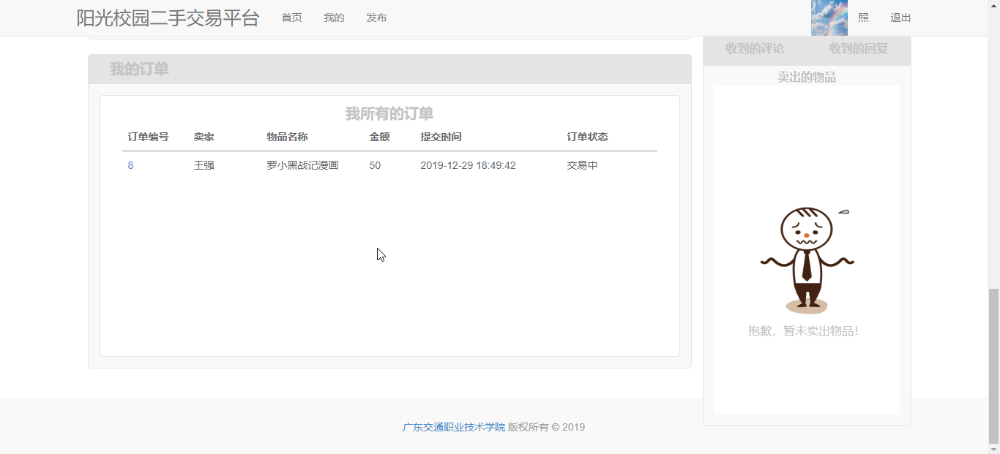 阳光校园二手交易平台 首页 我的 发布 照 退出
我的订单
我所有的订单
订单编号 卖家 物品名称 金额 提交时间 订单状态
8 王强 罗小黑战记漫画 50 2019-12-29 18:49:42 交易中
收到的评论 收到的回复
卖出的物品
抱歉，暂未卖出物品！
广东交通职业技术学院 版权所有 © 2019